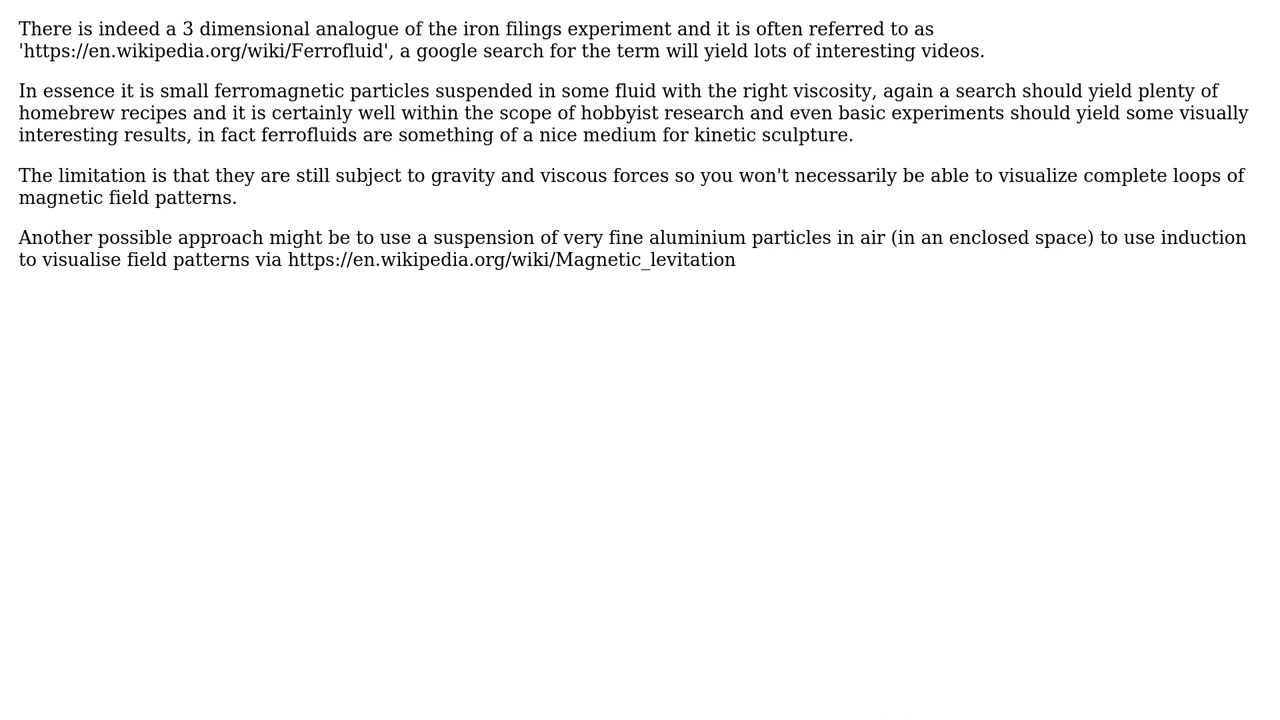 There is indeed a 3 dimensional analogue of the iron filings experiment and it is often referred to as
'https://en.wikipedia.org/wiki/Ferrofluid', a google search for the term will yield lots of interesting videos.
In essence it is small ferromagnetic particles suspended in some fluid with the right viscosity, again a search should yield plenty of
homebrew recipes and it is certainly well within the scope of hobbyist research and even basic experiments should yield some visually
interesting results, in fact ferrofluids are something of a nice medium for kinetic sculpture.
The limitation is that they are still subject to gravity and viscous forces so you won't necessarily be able to visualize complete loops of
magnetic field patterns.
Another possible approach might be to use a suspension of very fine aluminium particles in air (in an enclosed space) to use induction
to visualise field patterns via https://en.wikipedia.org/wiki/Magnetic_levitation